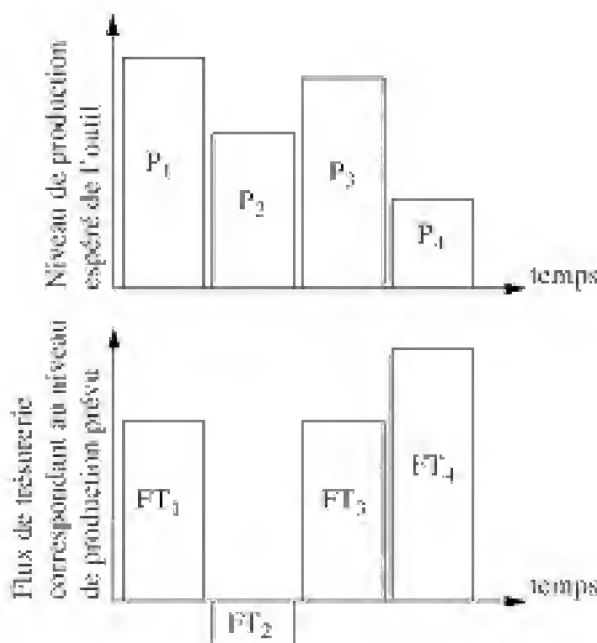 Niveau de production
espéré de l'outil
P1
P2
P3
P4
temps
Flux de trésorerie
correspondant au niveau
de production prévu
FT1
FT2
FT3
FT4
temps